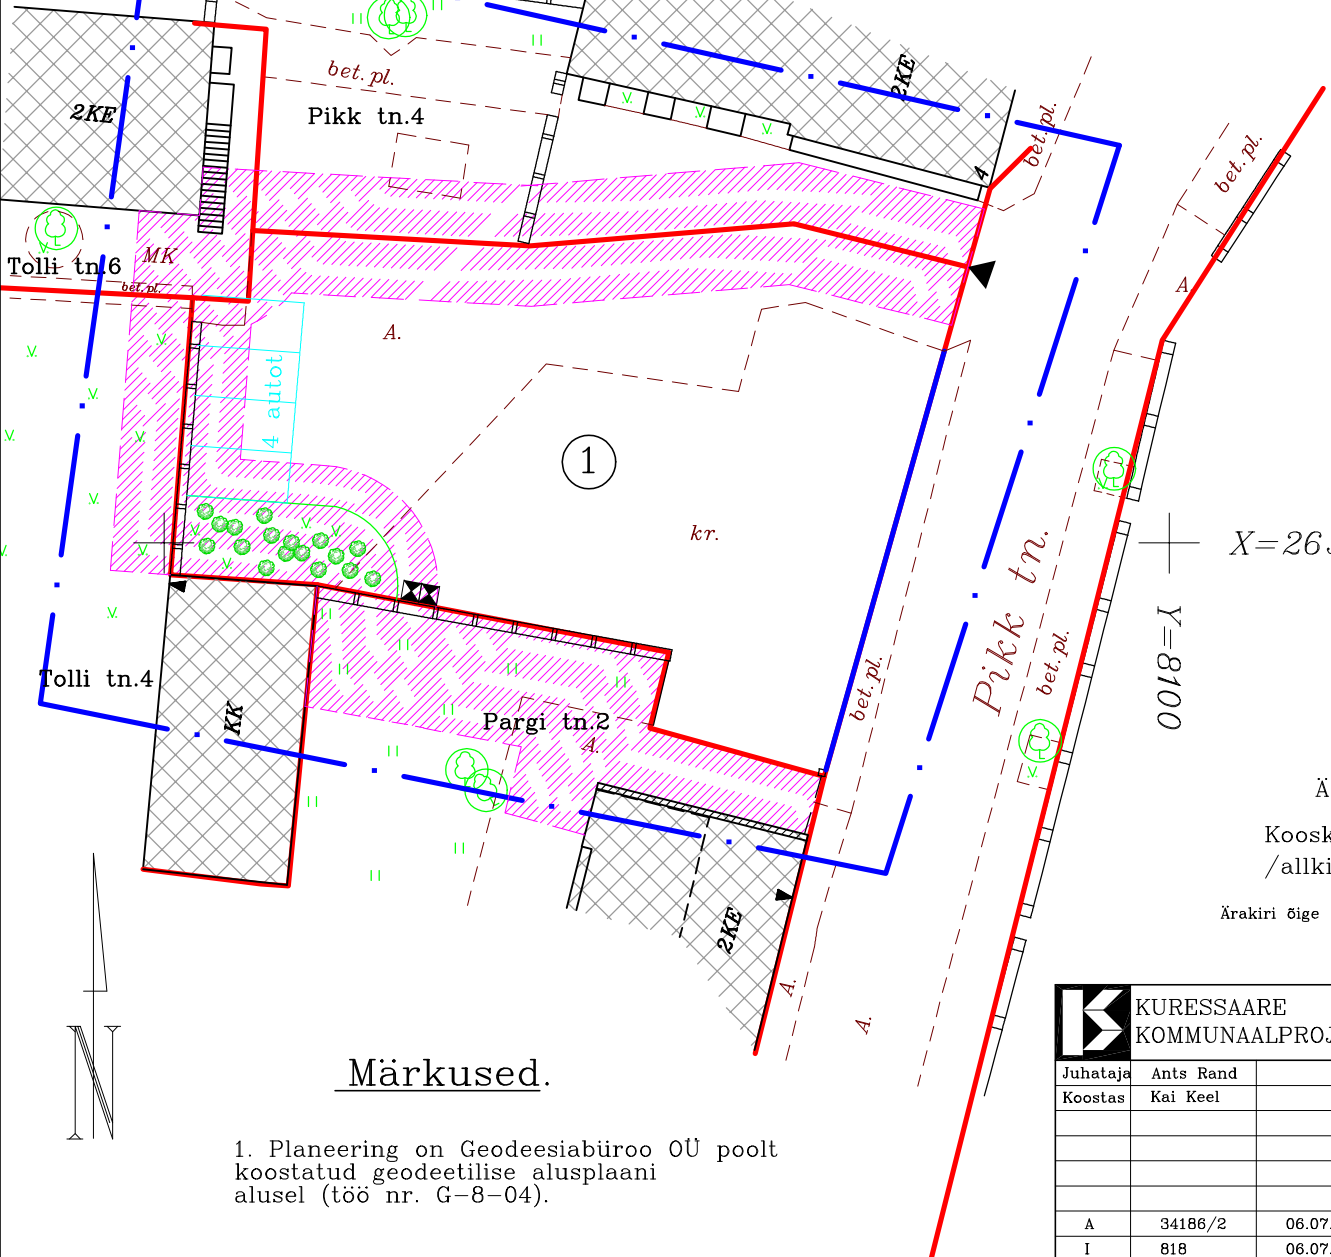 2KE
bet.pl.
Pikk tn.4
2KE
bet.pl.
bet.pl.
4
MK
Tolli tn.6
bet.pl.
A.
A.
4 autot
1
kr.
X=26
Pikk tn.
Y=8100
bet.pl.
bet.pl.
Tolli tn.4
KK
Pargi tn.2
A.
2KE
A.
A.
Ä
Koosk
/allki
Ärakiri õige
N
KURESSAARE
KOMMUNAALPROJ
Juhataja Ants Rand
Koostas Kai Keel
A 34186/2 06.07.
I 818 06.07
Märkused.
1. Planeering on Geodeesiabüroo OÜ poolt
koostatud geodeetilise alusplaani
alusel (töö nr. G-8-04).